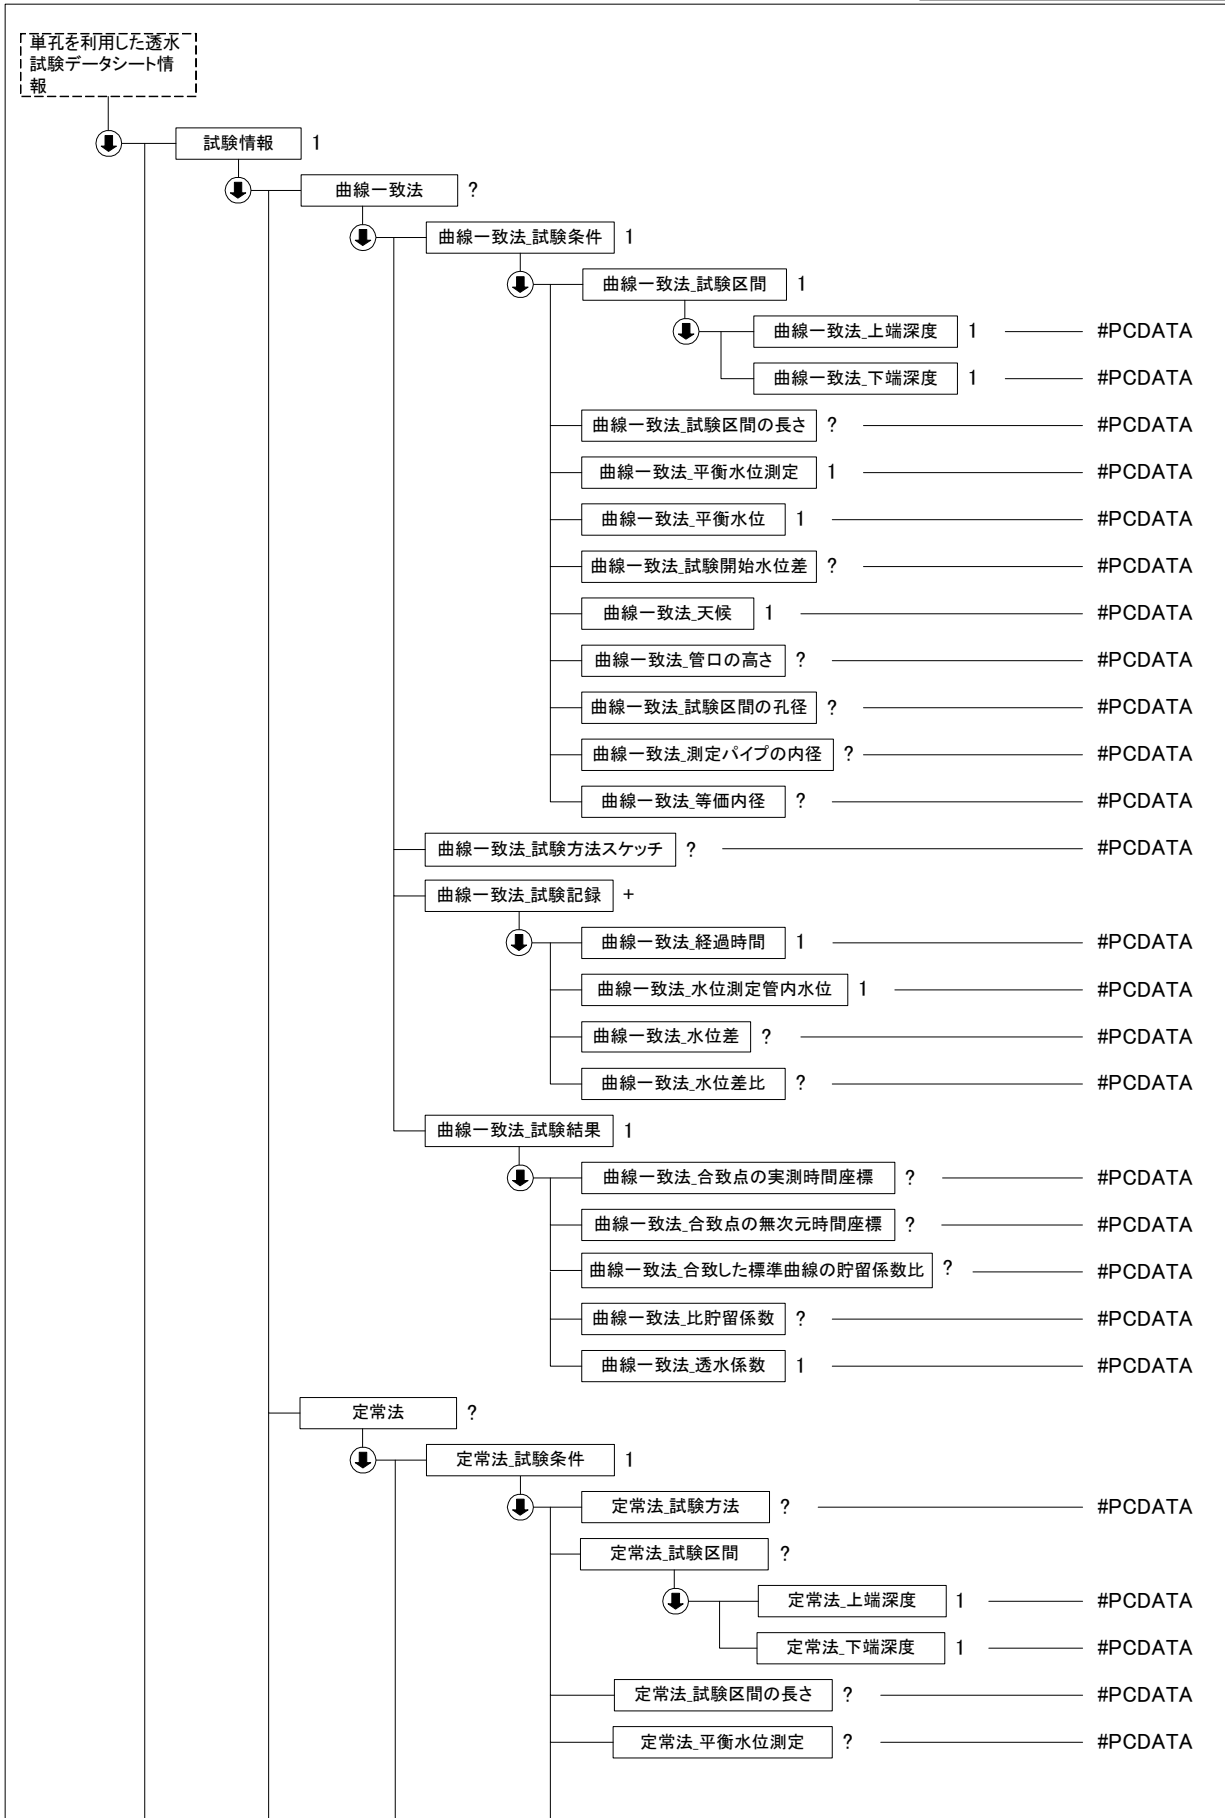 単孔を利用した透水
試験データシート情
報
試験情報 1
曲線一致法 ?
曲線一致法_試験条件 1
曲線一致法_試験区間 1
曲線一致法_上端深度 1 #PCDATA
曲線一致法_下端深度 1 #PCDATA
曲線一致法_試験区間の長さ ? #PCDATA
曲線一致法_平衡水位測定 1 #PCDATA
曲線一致法_平衡水位 1 #PCDATA
曲線一致法_試験開始水位差 ? #PCDATA
曲線一致法_天候 1 #PCDATA
曲線一致法_管口の高さ ? #PCDATA
曲線一致法_試験区間の孔径 ? #PCDATA
曲線一致法_測定パイプの内径 ? #PCDATA
曲線一致法_等価内径 ? #PCDATA
曲線一致法_試験方法スケッチ ? #PCDATA
曲線一致法_試験記録 +
曲線一致法_経過時間 1 #PCDATA
曲線一致法_水位測定管内水位 1 #PCDATA
曲線一致法_水位差 ? #PCDATA
曲線一致法_水位差比 ? #PCDATA
曲線一致法_試験結果 1
曲線一致法_合致点の実測時間座標 ? #PCDATA
曲線一致法_合致点の無次元時間座標 ? #PCDATA
曲線一致法_合致した標準曲線の貯留係数比 ? #PCDATA
曲線一致法_比貯留係数 ? #PCDATA
曲線一致法_透水係数 1 #PCDATA
定常法 ?
定常法_試験条件 1
定常法_試験方法 ? #PCDATA
定常法_試験区間 ?
定常法_上端深度 1 #PCDATA
定常法_下端深度 1 #PCDATA
定常法_試験区間の長さ ? #PCDATA
定常法_平衡水位測定 ? #PCDATA